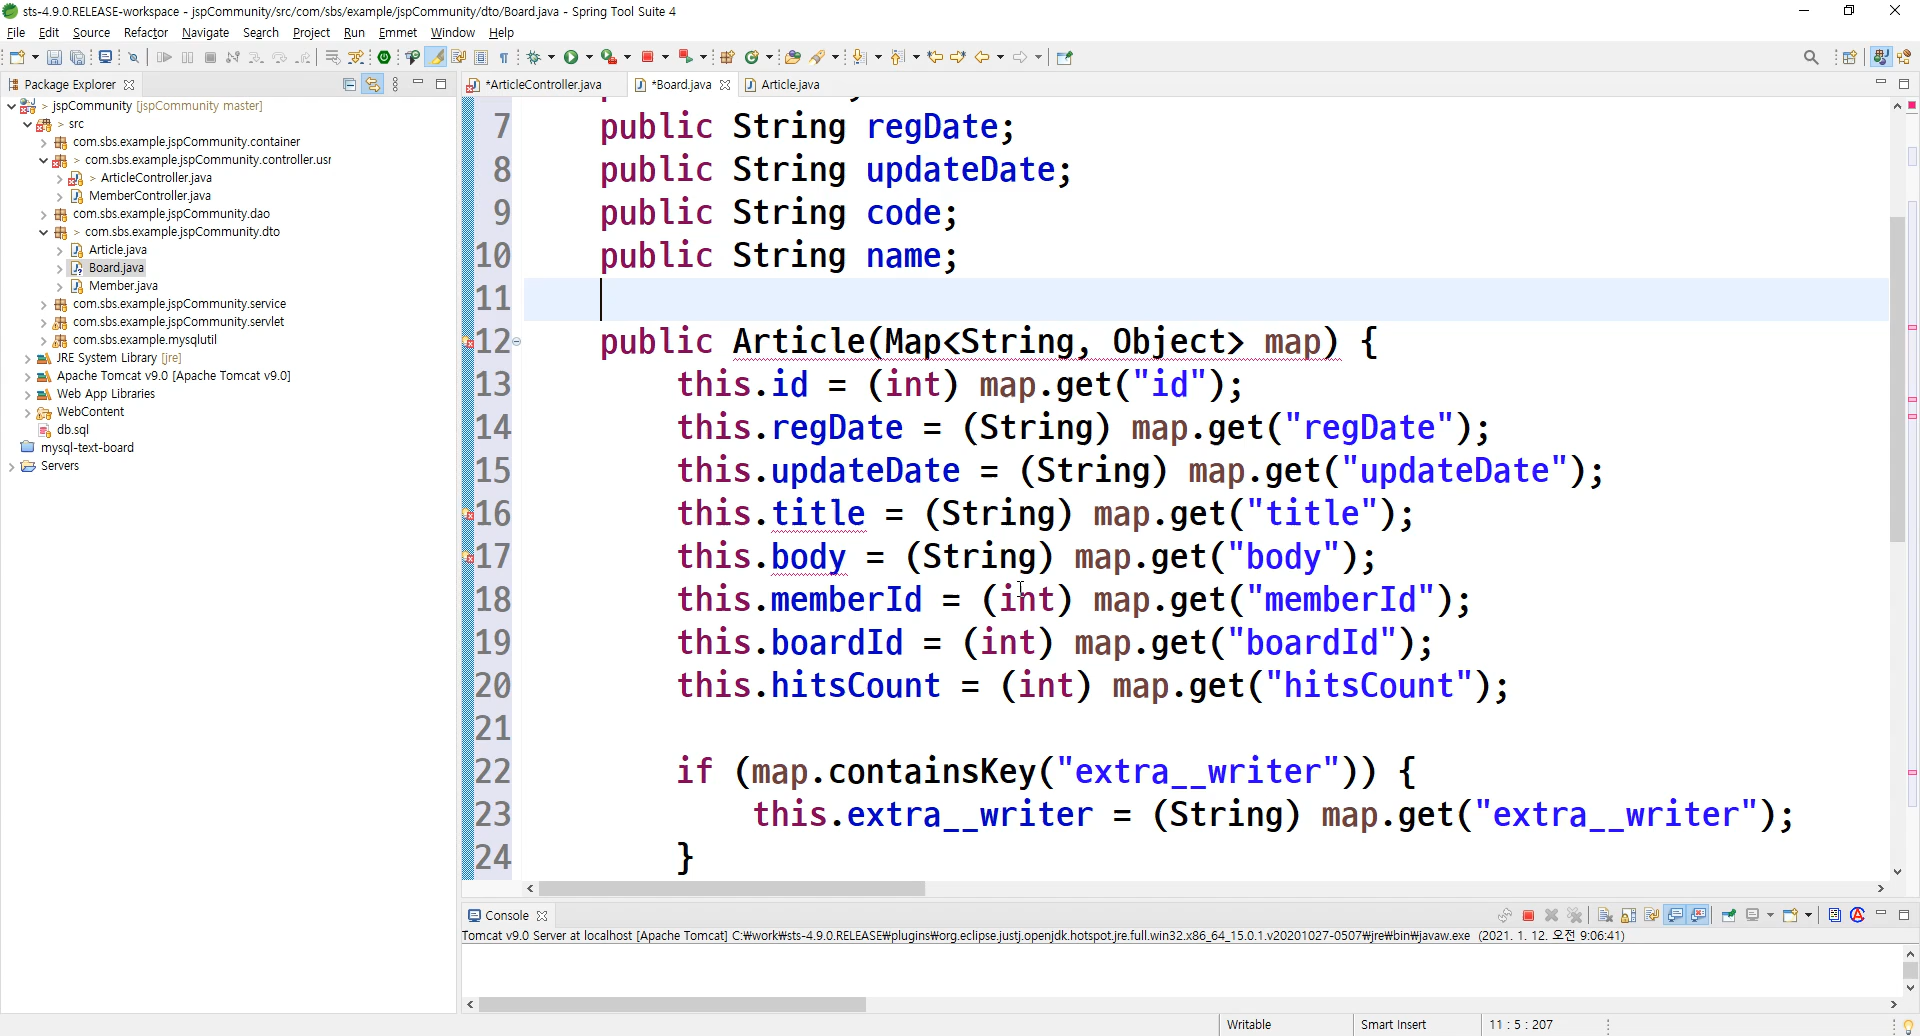 sts-4.9.0.RELEASE-workspace - jspCommunity/src/com/sbs/example/jspCommunity/dto/Board.java - Spring Tool Suite 4
File Edit Source Refactor Navigate Search Project Run Emmet Window Help
Package Explorer
*ArticleController.java *Board.java Article.java
> jspCommunity [jspCommunity master]
> src
com.sbs.example.jspCommunity.container
> com.sbs.example.jspCommunity.controller.usr
> ArticleController.java
MemberController.java
com.sbs.example.jspCommunity.dao
> com.sbs.example.jspCommunity.dto
Article.java
Board.java
Member.java
com.sbs.example.jspCommunity.service
com.sbs.example.jspCommunity.servlet
com.sbs.example.mysqlutil
JRE System Library [jre]
Apache Tomcat v9.0 [Apache Tomcat v9.0]
Web App Libraries
WebContent
db.sql
mysql-text-board
Servers
7 public String regDate;
8 public String updateDate;
9 public String code;
10 public String name;
11
12 public Article(Map<String, Object> map) {
13 this.id = (int) map.get("id");
14 this.regDate = (String) map.get("regDate");
15 this.updateDate = (String) map.get("updateDate");
16 this.title = (String) map.get("title");
17 this.body = (String) map.get("body");
18 this.memberId = (int) map.get("memberId");
19 this.boardId = (int) map.get("boardId");
20 this.hitsCount = (int) map.get("hitsCount");
21
22 if (map.containsKey("extra__writer")) {
23 this.extra__writer = (String) map.get("extra__writer");
24 }
Console
Tomcat v9.0 Server at localhost [Apache Tomcat] C:₩work₩sts-4.9.0.RELEASE₩plugins₩org.eclipse.justj.openjdk.hotspot.jre.full.win32.x86_64_15.0.1.v20201027-0507₩jre₩bin₩javaw.exe (2021. 1. 12. 오전 9:06:41)
Writable Smart Insert 11 : 5 : 207